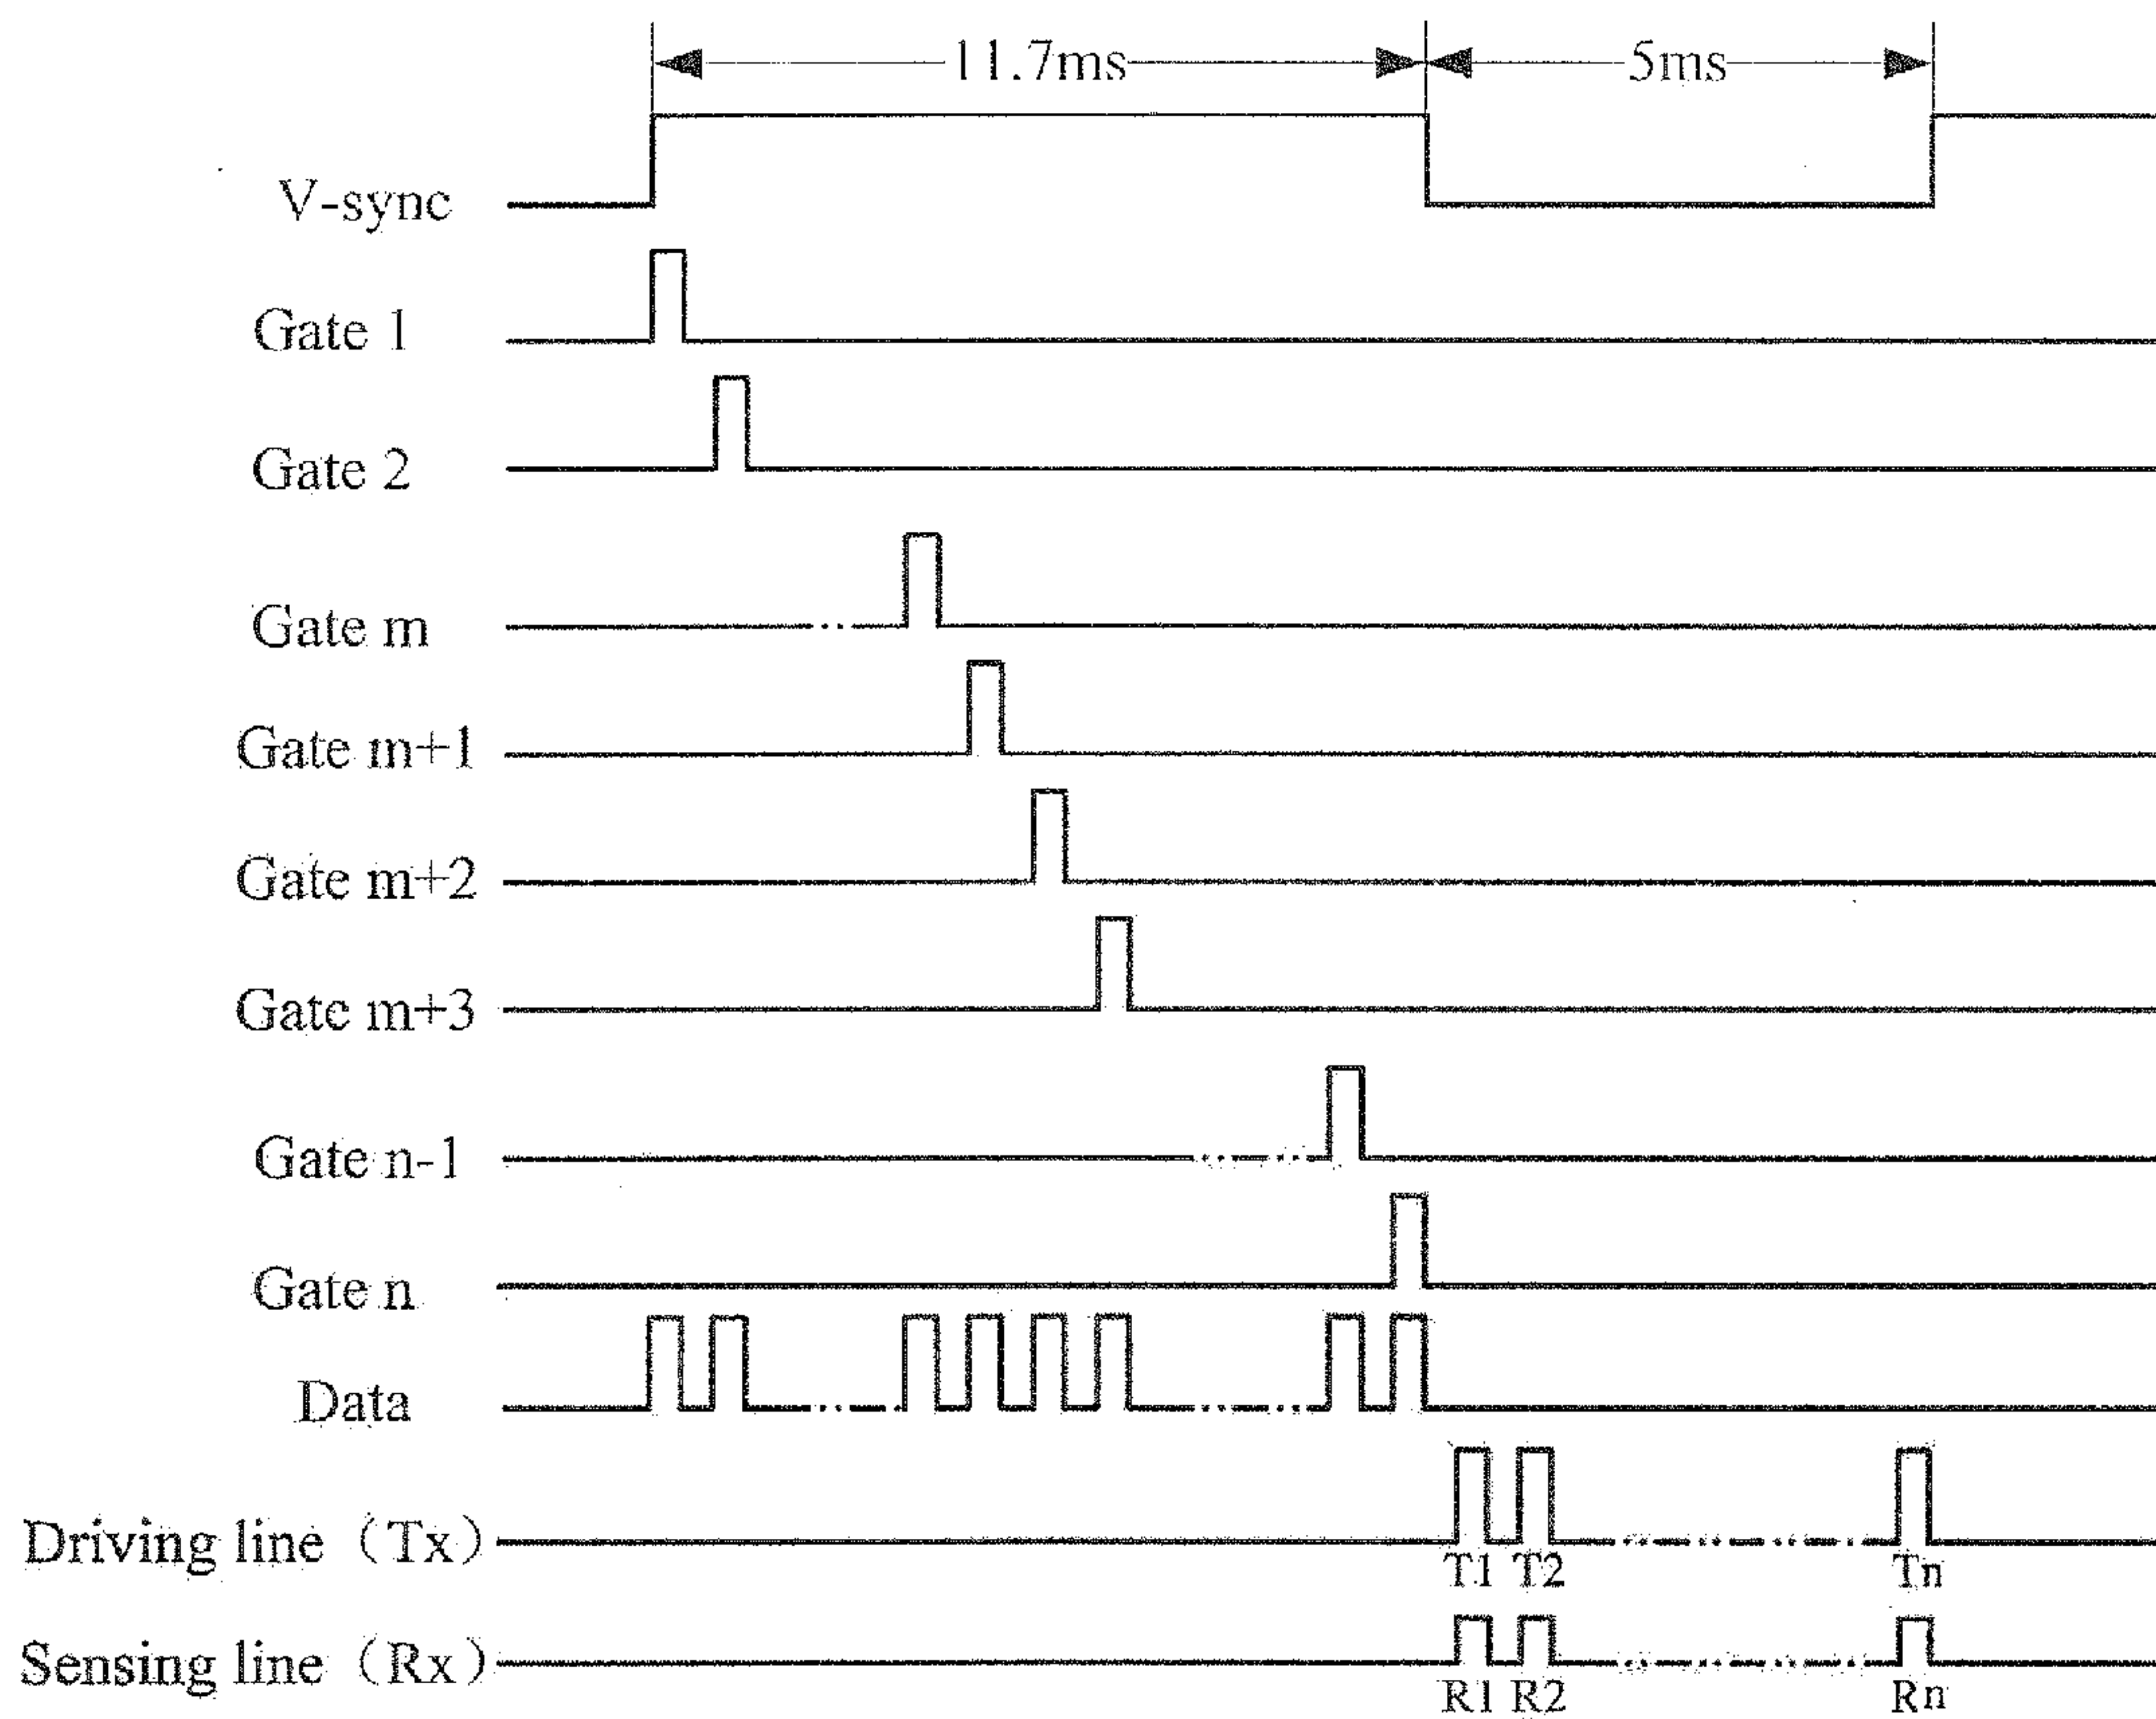 11.7ms 5ms
V-sync
Gate 1
Gate 2
Gate m
Gate m+1
Gate m+2
Gate m+3
Gate n-1
Gate n
Data
Driving line（Tx）
T1 T2 Tn
Sensing line（Rx）
R1 R2 Rn